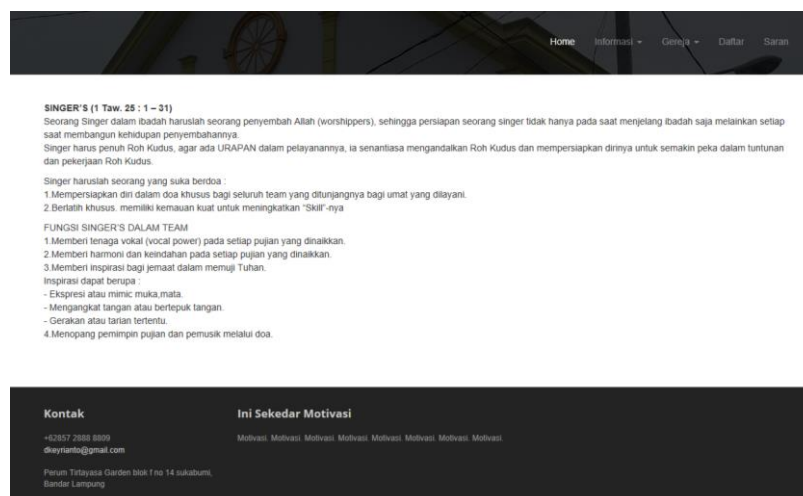 Home Informasi Gereja Daftar Saran
SINGER'S (1 Taw. 25 : 1 – 31)
Seorang Singer dalam ibadah haruslah seorang penyembah Allah (worshippers), sehingga persiapan seorang singer tidak hanya pada saat menjelang ibadah saja melainkan setiap
saat membangun kehidupan penyembahannya.
Singer harus penuh Roh Kudus, agar ada URAPAN dalam pelayanannya, ia senantiasa mengandalkan Roh Kudus dan mempersiapkan dirinya untuk semakin peka dalam tuntunan
dan pekerjaan Roh Kudus.
Singer haruslah seorang yang suka berdoa :
1.Mempersiapkan diri dalam doa khusus bagi seluruh team yang ditunjangnya bagi umat yang dilayani.
2.Berlatih khusus. memiliki kemauan kuat untuk meningkatkan "Skill"-nya
FUNGSI SINGER'S DALAM TEAM
1.Memberi tenaga vokal (vocal power) pada setiap pujian yang dinaikkan.
2.Memberi harmoni dan keindahan pada setiap pujian yang dinaikkan.
3.Memberi inspirasi bagi jemaat dalam memuji Tuhan.
Inspirasi dapat berupa :
- Ekspresi atau mimic muka,mata.
- Mengangkat tangan atau bertepuk tangan.
- Gerakan atau tarian tertentu.
4.Menopang pemimpin pujian dan pemusik melalui doa.
Kontak
Ini Sekedar Motivasi
+62857 2888 8809
Motivasi. Motivasi. Motivasi. Motivasi. Motivasi. Motivasi. Motivasi. Motivasi.
dkeyrianto@gmail.com
Perum Tirtayasa Garden blok f no 14 sukabumi,
Bandar Lampung